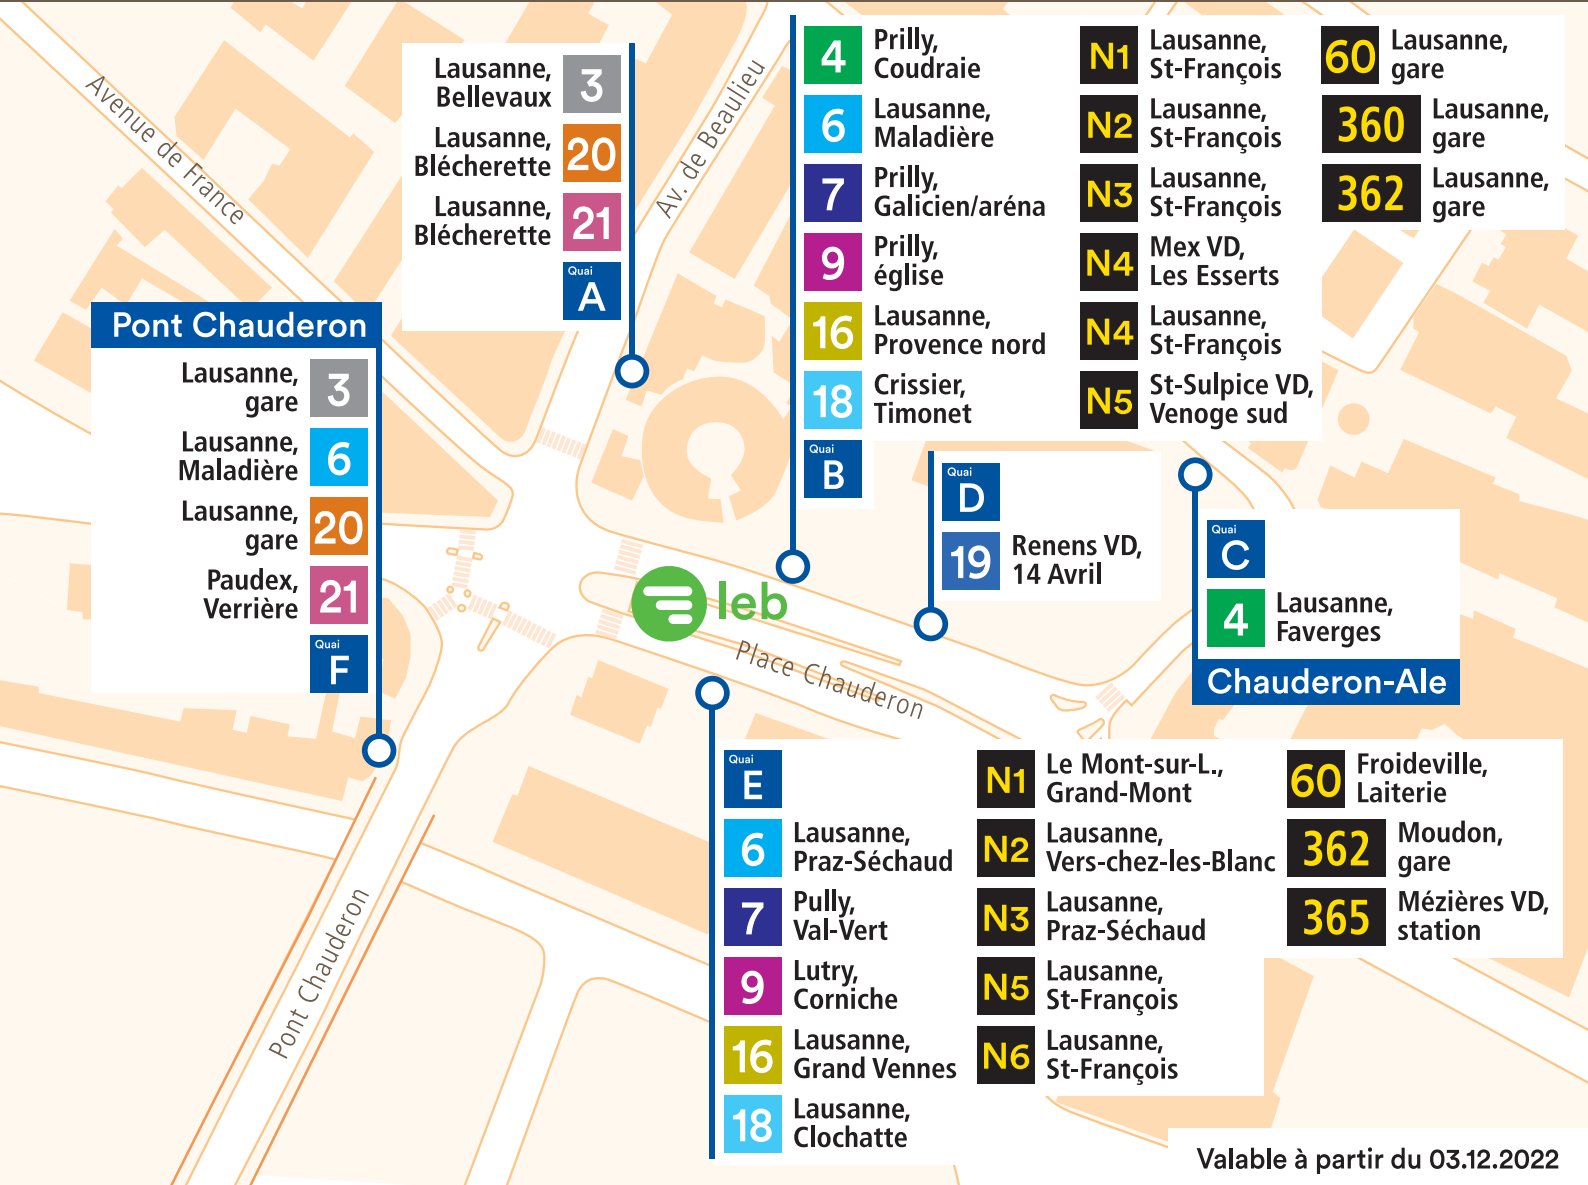 Avenue de France
Av. de Beaulieu
Lausanne,
Bellevaux
3
Lausanne,
Blécherette
20
Lausanne,
Blécherette
21
Quai
A
4
Prilly,
Coudraie
6
Lausanne,
Maladière
7
Prilly,
Galicien/aréna
9
Prilly,
église
16
Lausanne,
Provence nord
18
Crissier,
Timonet
Quai
B
N1
Lausanne,
St-François
N2
Lausanne,
St-François
N3
Lausanne,
St-François
N4
Mex VD,
Les Esserts
N4
Lausanne,
St-François
N5
St-Sulpice VD,
Venoge sud
60
Lausanne,
gare
360
Lausanne,
gare
362
Lausanne,
gare
Pont Chauderon
Lausanne,
gare
3
Lausanne,
Maladière
6
Lausanne,
gare
20
Paudex,
Verrière
21
Quai
F
Quai
D
19
Renens VD,
14 Avril
Quai
C
4
Lausanne,
Faverges
Chauderon-Ale
leb
Place Chauderon
Pont Chauderon
Quai
E
6
Lausanne,
Praz-Séchaud
7
Pully,
Val-Vert
9
Lutry,
Corniche
16
Lausanne,
Grand Vennes
18
Lausanne,
Clochatte
N1
Le Mont-sur-L.,
Grand-Mont
N2
Lausanne,
Vers-chez-les-Blanc
N3
Lausanne,
Praz-Séchaud
N5
Lausanne,
St-François
N6
Lausanne,
St-François
60
Froideville,
Laiterie
362
Moudon,
gare
365
Mézières VD,
station
Valable à partir du 03.12.2022